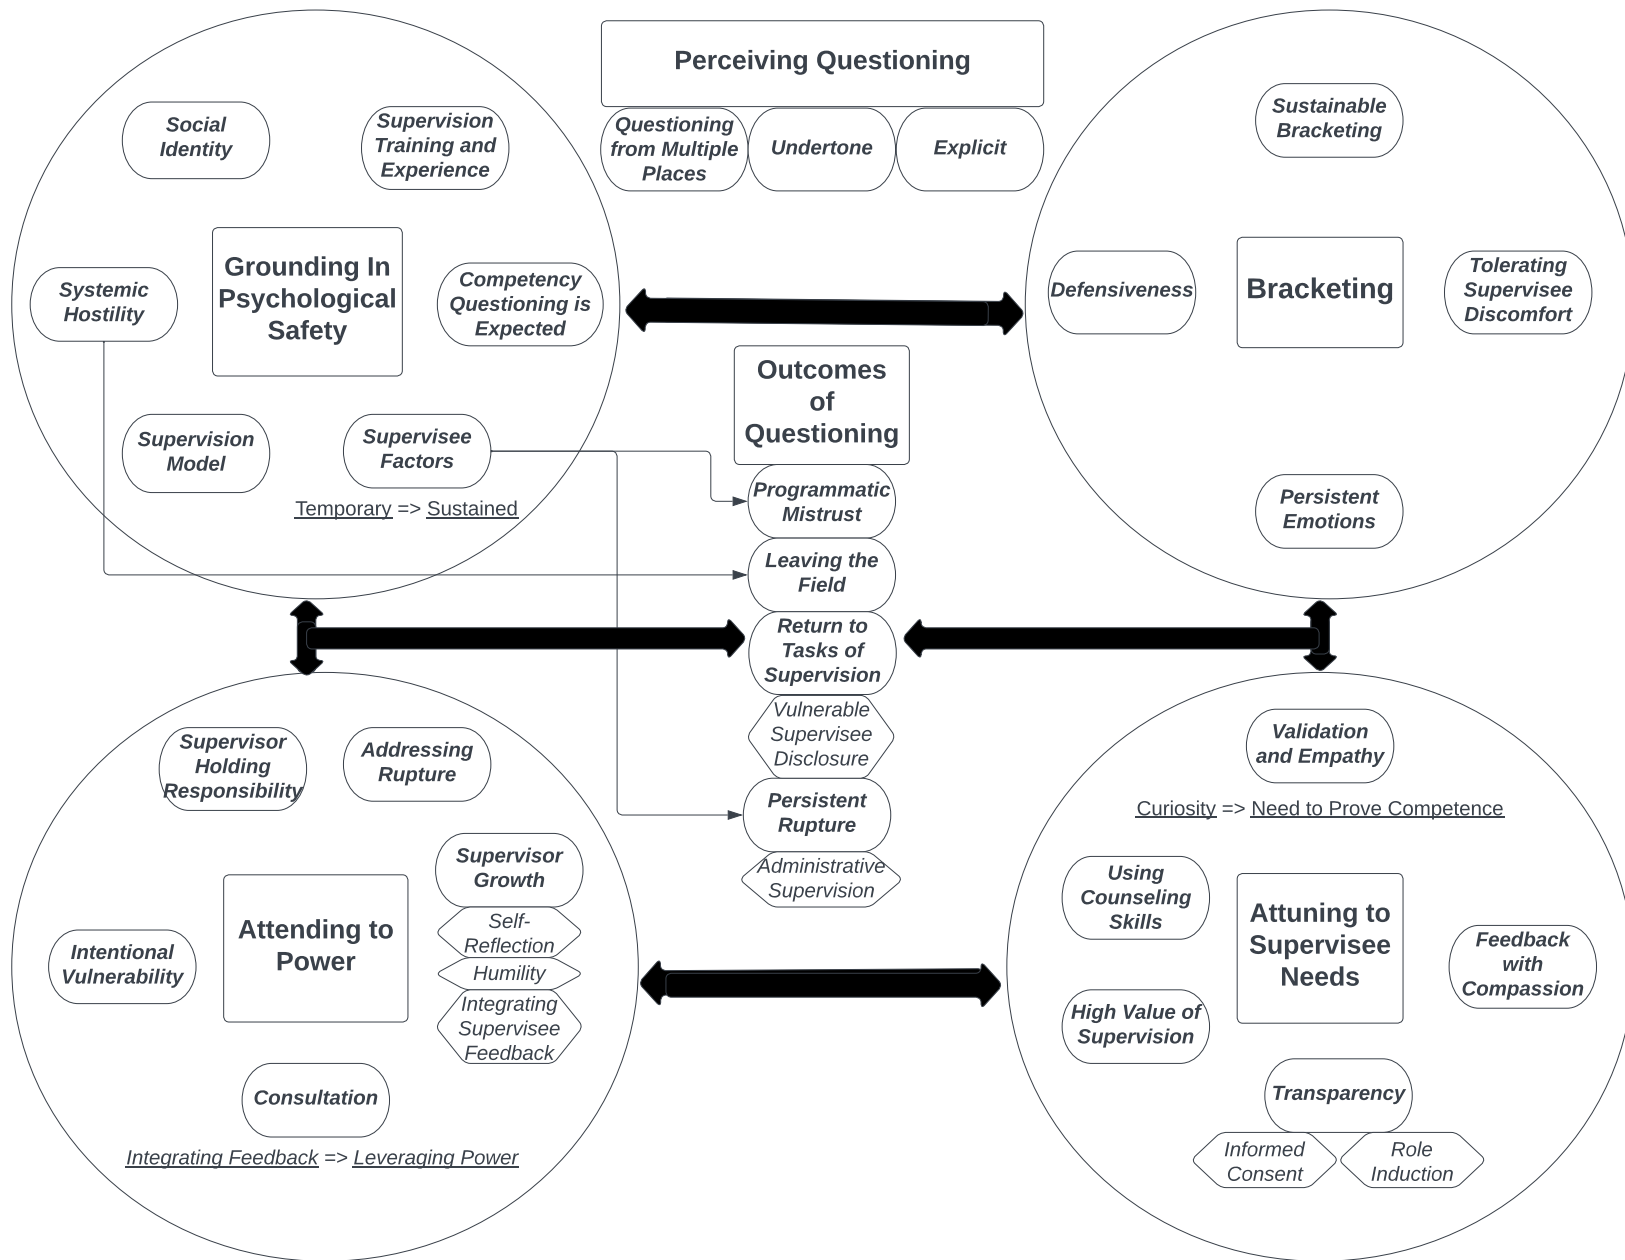 Perceiving Questioning
Questioning
from Multiple
Places
Undertone
Explicit
Social
Identity
Supervision
Training and
Experience
Systemic
Hostility
Grounding In
Psychological
Safety
Competency
Questioning is
Expected
Supervision
Model
Supervisee
Factors
Temporary => Sustained
Sustainable
Bracketing
Defensiveness
Bracketing
Tolerating
Supervisee
Discomfort
Persistent
Emotions
Outcomes
of
Questioning
Programmatic
Mistrust
Leaving the
Field
Return to
Tasks of
Supervision
Vulnerable
Supervisee
Disclosure
Persistent
Rupture
Administrative
Supervision
Supervisor
Holding
Responsibility
Addressing
Rupture
Supervisor
Growth
Self-
Reflection
Humility
Integrating
Supervisee
Feedback
Attending to
Power
Intentional
Vulnerability
Consultation
Integrating Feedback => Leveraging Power
Validation
and Empathy
Curiosity => Need to Prove Competence
Using
Counseling
Skills
Attuning to
Supervisee
Needs
Feedback
with
Compassion
High Value of
Supervision
Transparency
Informed
Consent
Role
Induction